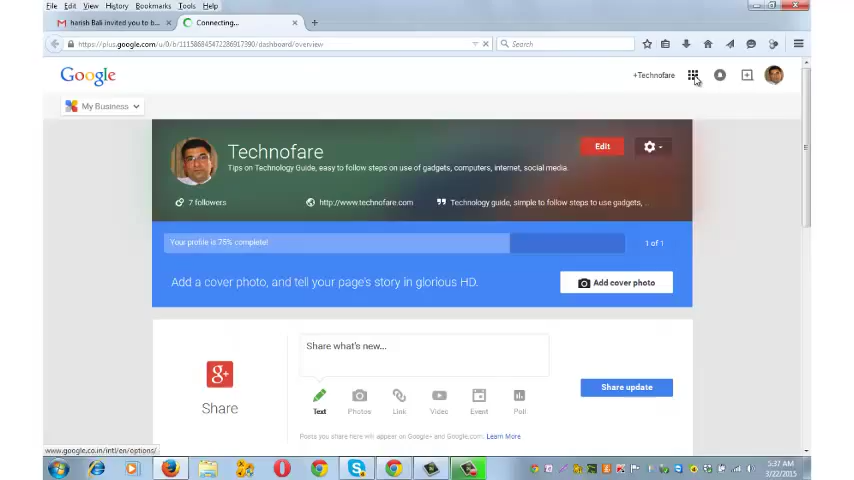 File Edit View History Bookmarks Tools Help
harish Bali invited you to b...
Connecting...
https://plus.google.com/u/0/b/111586845472286917390/dashboard/overview
Search
Google
+Technofare
My Business
Technofare
Edit
Tips on Technology Guide, easy to follow steps on use of gadgets, computers, internet, social media.
7 followers
http://www.technofare.com
Technology guide, simple to follow steps to use gadgets, ...
Your profile is 75% complete!
1 of 1
Add a cover photo, and tell your page's story in glorious HD.
Add cover photo
Share what's new...
g+
Share
Text
Photos
Link
Video
Event
Poll
Share update
Posts you share here will appear on Google+ and Google.com. Learn More
www.google.co.in/intl/en/options/
5:37 AM
3/22/2015